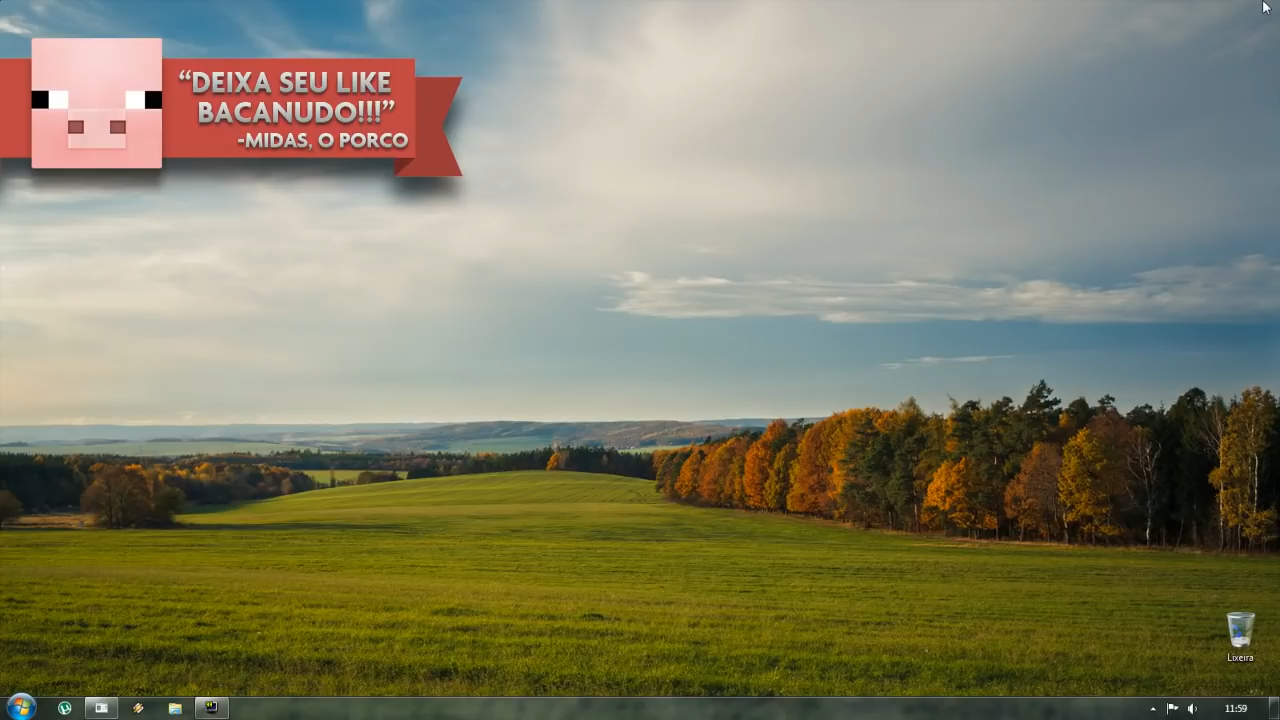 “DEIXA SEU LIKE
BACANUDO!!!”
-MIDAS, O PORCO
Lixeira
11:59